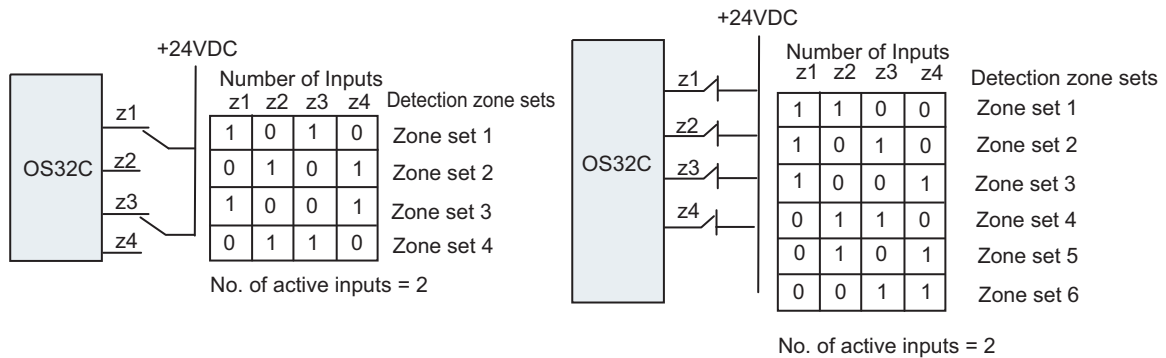 +24VDC
Number of Inputs
z1 z2 z3 z4 Detection zone sets
OS32C
z1
z2
z3
z4
1 0 1 0 Zone set 1
0 1 0 1 Zone set 2
1 0 0 1 Zone set 3
0 1 1 0 Zone set 4
No. of active inputs = 2
+24VDC
Number of Inputs
z1 z2 z3 z4 Detection zone sets
OS32C
z1
z2
z3
z4
1 1 0 0 Zone set 1
1 0 1 0 Zone set 2
1 0 0 1 Zone set 3
0 1 1 0 Zone set 4
0 1 0 1 Zone set 5
0 0 1 1 Zone set 6
No. of active inputs = 2